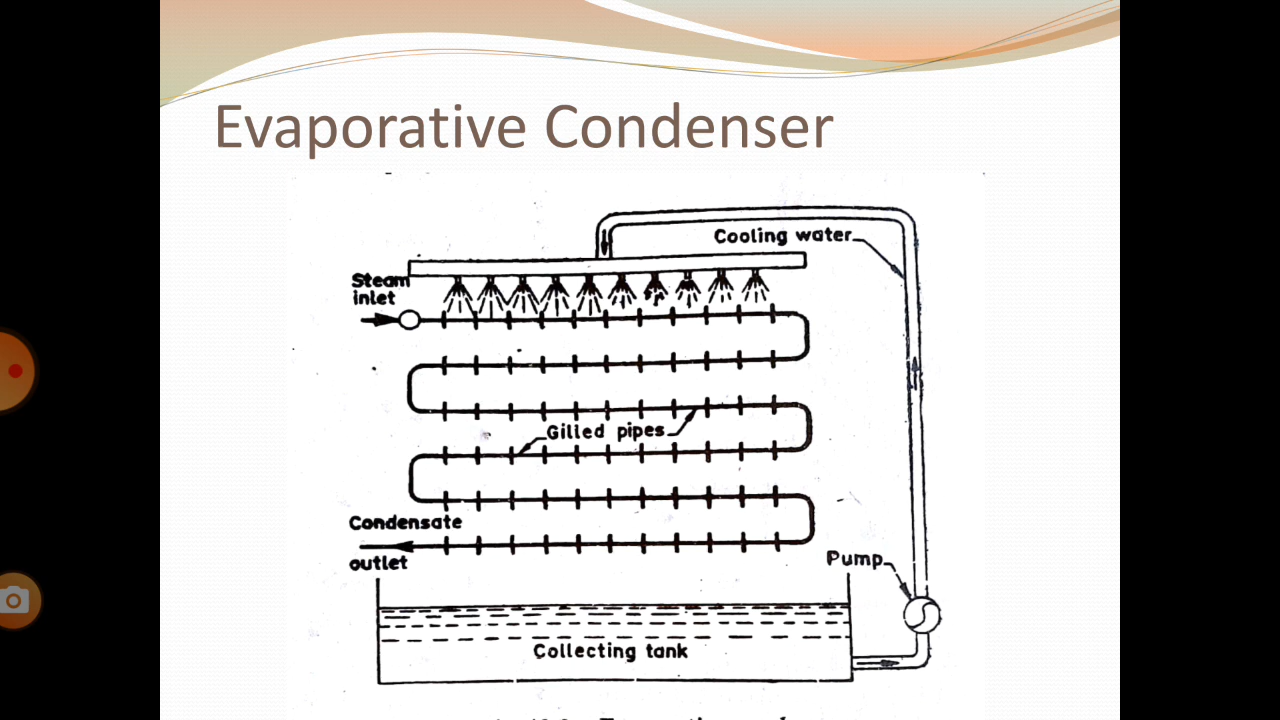 Evaporative Condenser
Cooling water
Steam
inlet
Gilled pipes
Condensate
outlet
Pump
Collecting tank